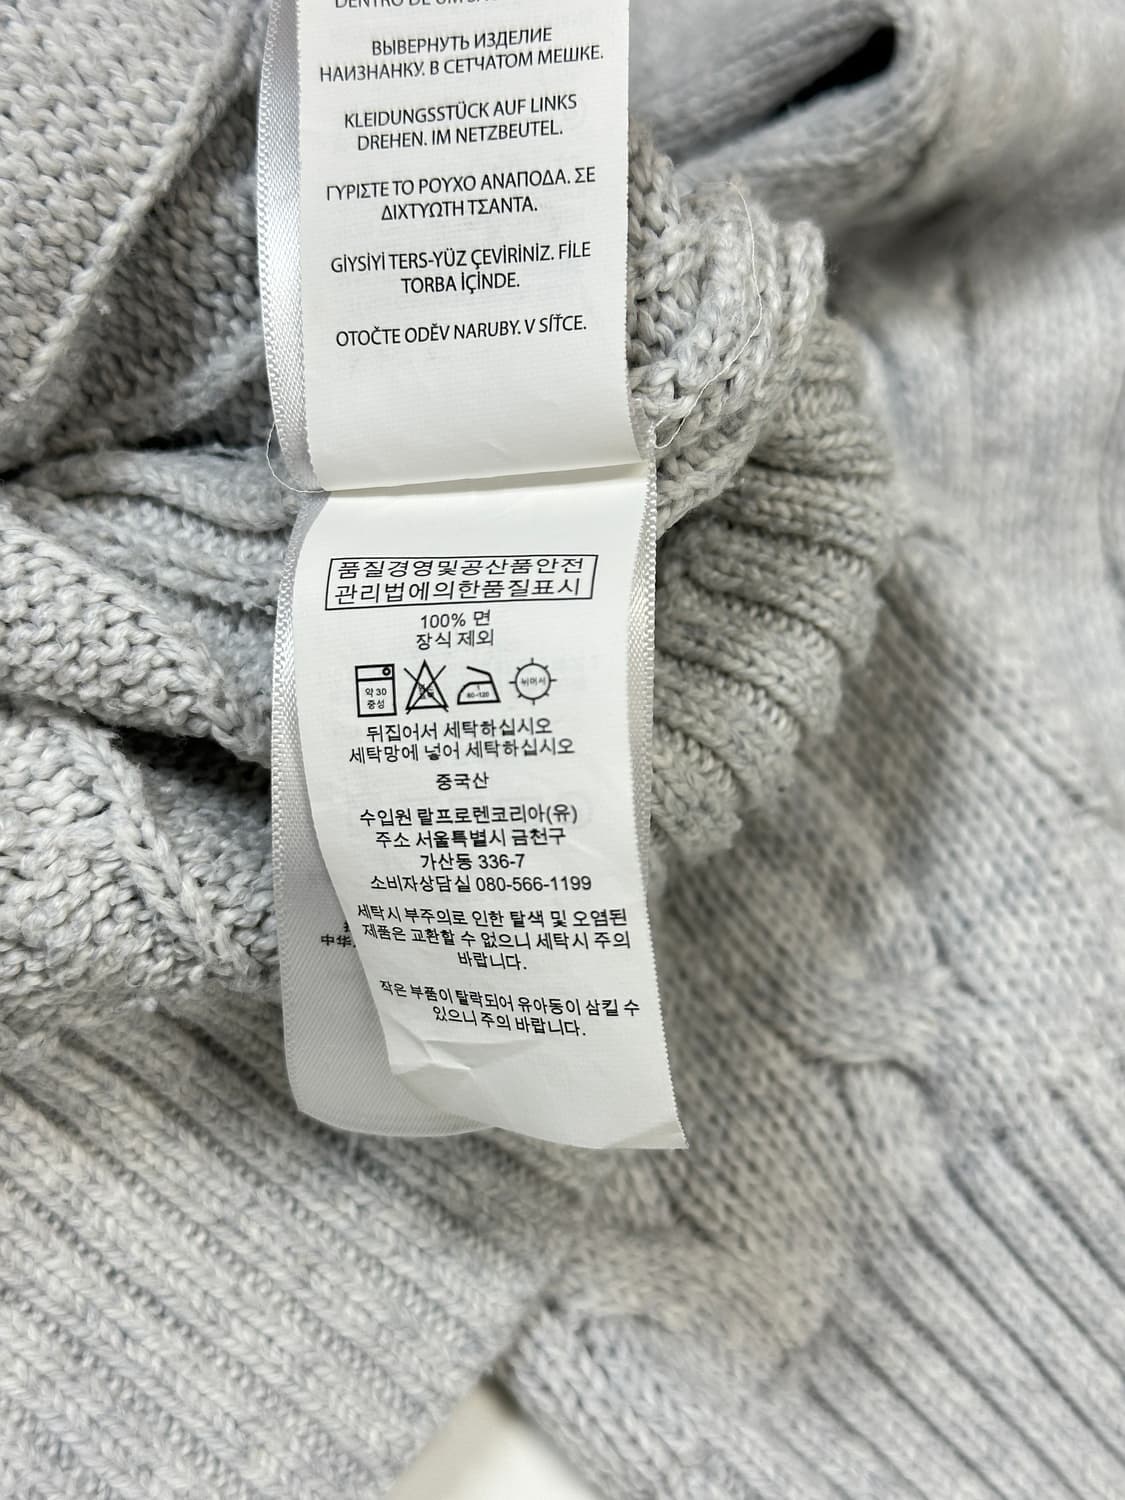 DENTRO DE UM
ВЫВЕРНУТЬ ИЗДЕЛИЕ
НАИЗНАНКУ. В СЕТЧАТОМ МЕШКЕ.
KLEIDUNGSSTÜCK AUF LINKS
DREHEN. IM NETZBEUTEL.
ΓΥΡΙΣΤΕ ΤΟ ΡΟΥΧΟ ΑΝΑΠΟΔΑ. ΣΕ
ΔΙΧΤΥΩΤΗ ΤΣΑΝΤΑ.
GİYSİYİ TERS-YÜZ ÇEVİRİNİZ. FİLE
TORBA İÇİNDE.
OTOČTE ODĚV NARUBY. V SÍŤCE.
품질경영및공산품안전
관리법에의한품질표시
100% 면
장식 제외
약 30
중성
80~120
뉘어서
뒤집어서 세탁하십시오
세탁망에 넣어 세탁하십시오
중국산
수입원 랄프로렌코리아(유)
주소 서울특별시 금천구
가산동 336-7
소비자상담실 080-566-1199
세탁시 부주의로 인한 탈색 및 오염된
中华 제품은 교환할 수 없으니 세탁시 주의
바랍니다.
작은 부품이 탈락되어 유아동이 삼킬 수
있으니 주의 바랍니다.